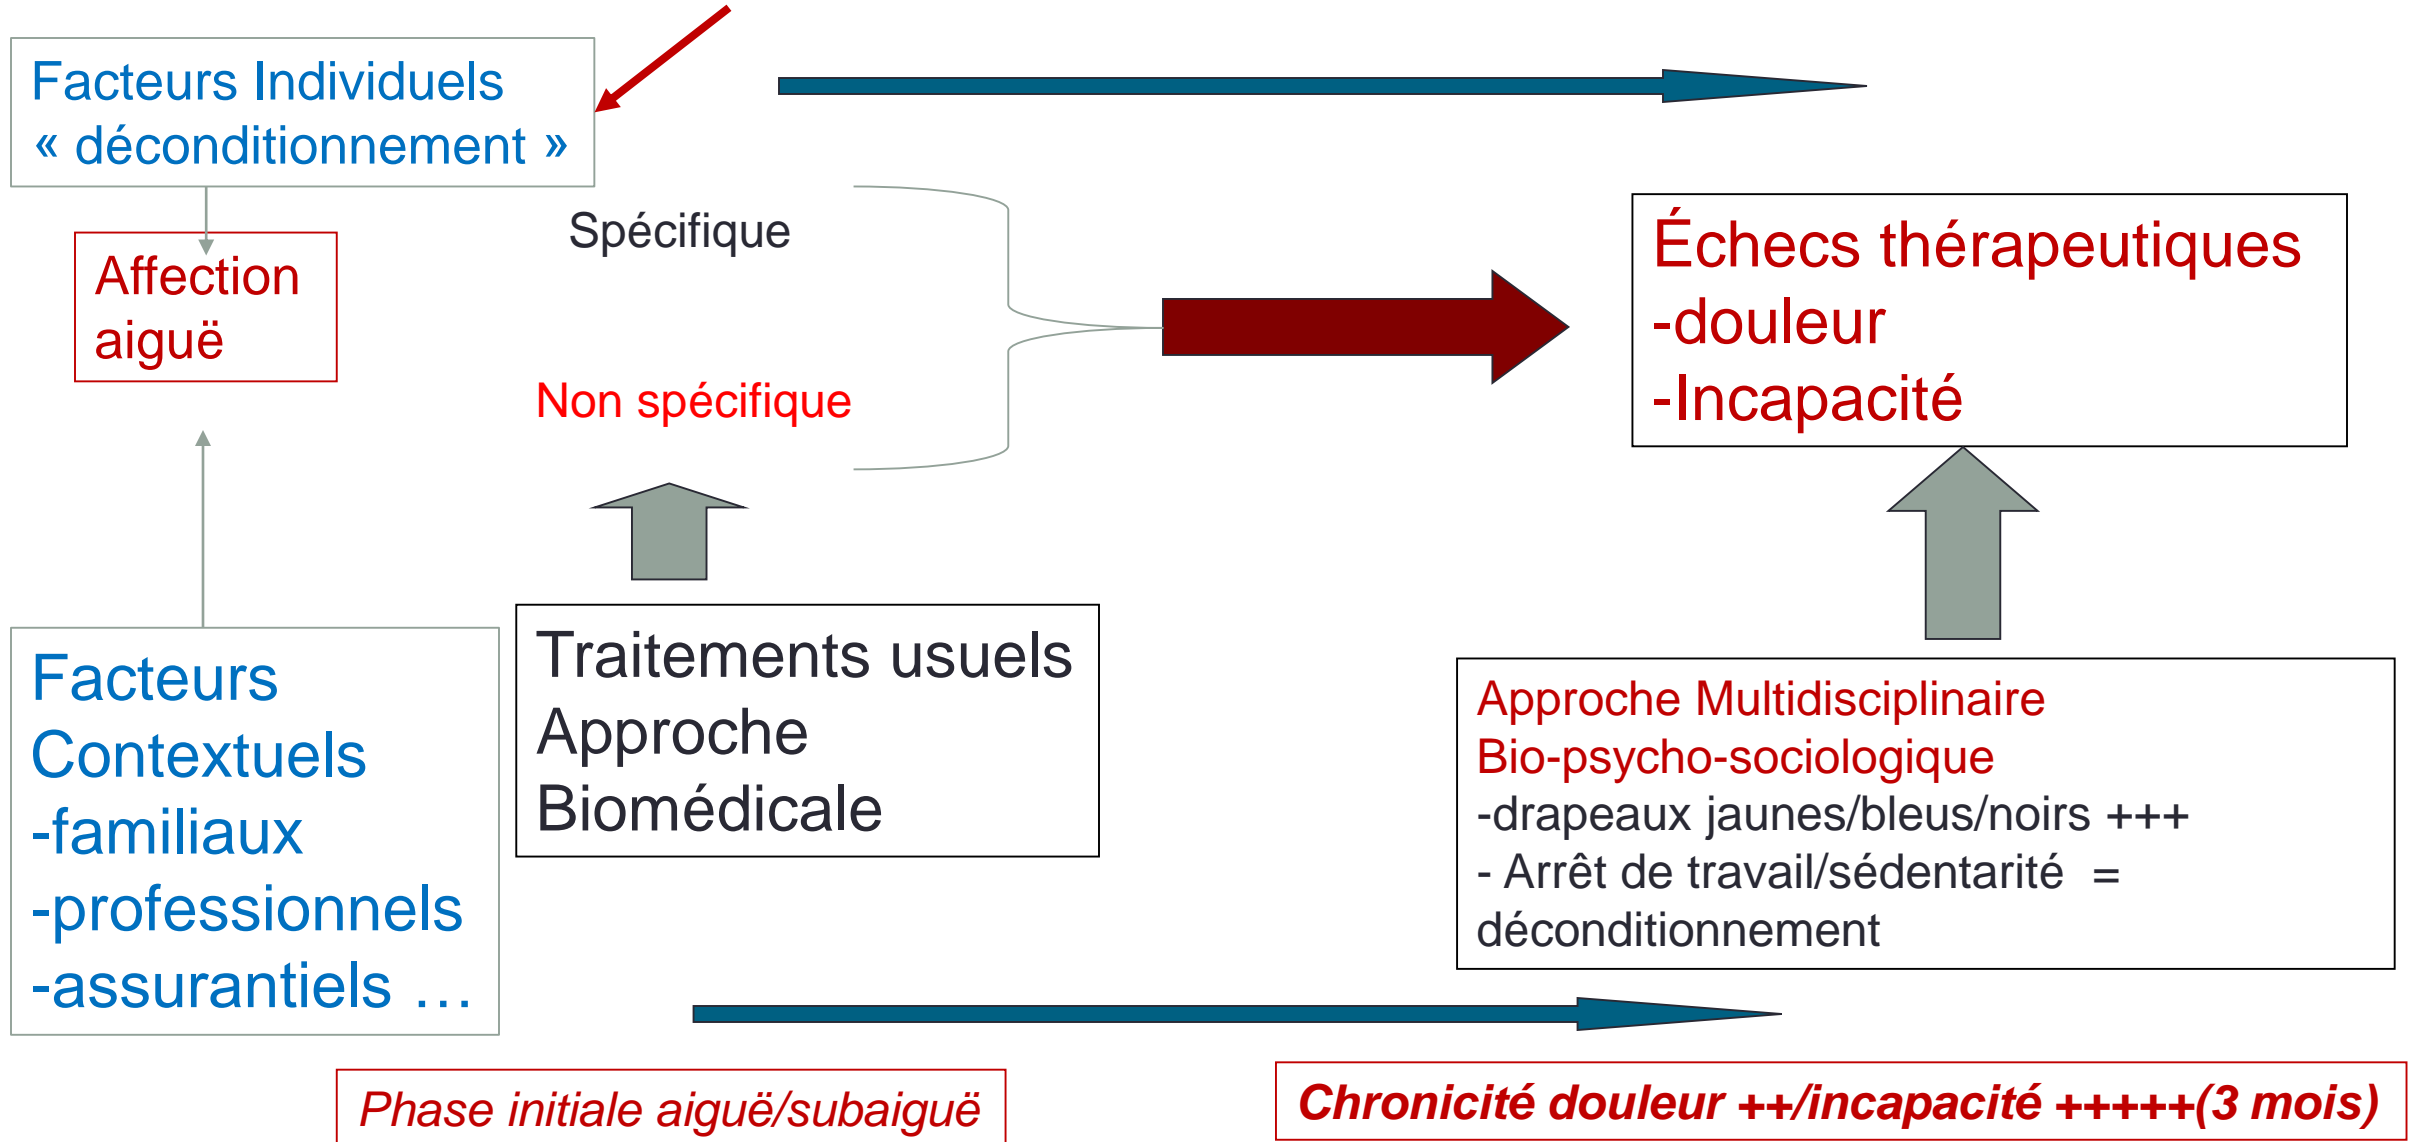 Facteurs Individuels
« déconditionnement »
Affection
aiguë
Spécifique
Non spécifique
Échecs thérapeutiques
-douleur
-Incapacité
Facteurs
Contextuels
-familiaux
-professionnels
-assurantiels …
Traitements usuels
Approche
Biomédicale
Approche Multidisciplinaire
Bio-psycho-sociologique
-drapeaux jaunes/bleus/noirs +++
- Arrêt de travail/sédentarité =
déconditionnement
Phase initiale aiguë/subaiguë
Chronicité douleur ++/incapacité +++++(3 mois)